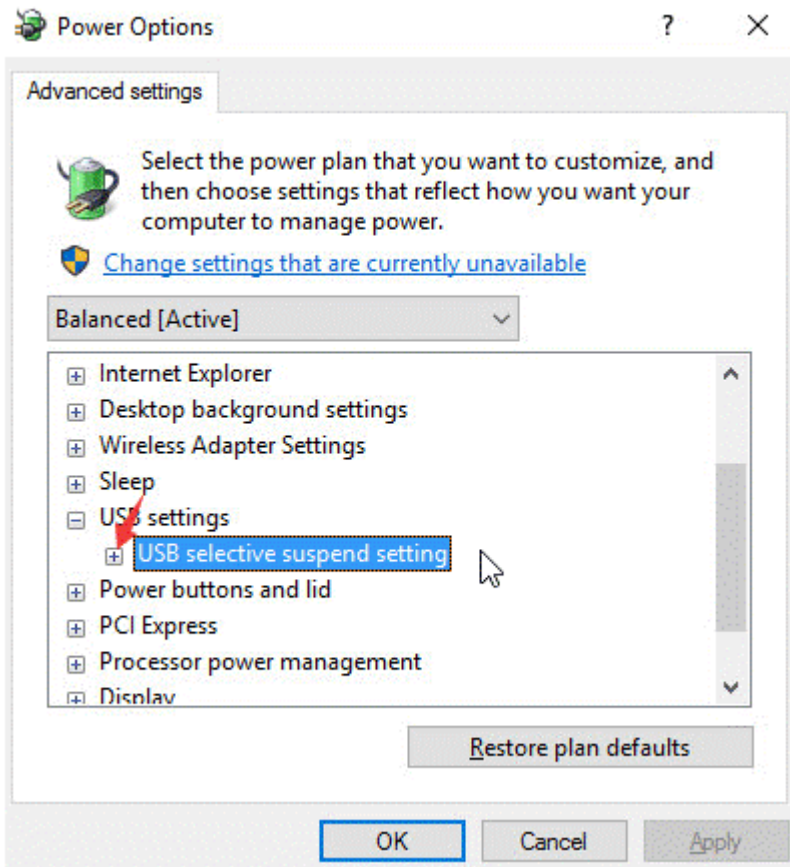 Power Options
?
Advanced settings
Select the power plan that you want to customize, and
then choose settings that reflect how you want your
computer to manage power.
Change settings that are currently unavailable
Balanced [Active]
Internet Explorer
Desktop background settings
Wireless Adapter Settings
Sleep
USB settings
USB selective suspend setting
Power buttons and lid
PCI Express
Processor power management
Display
Restore plan defaults
OK Cancel Apply